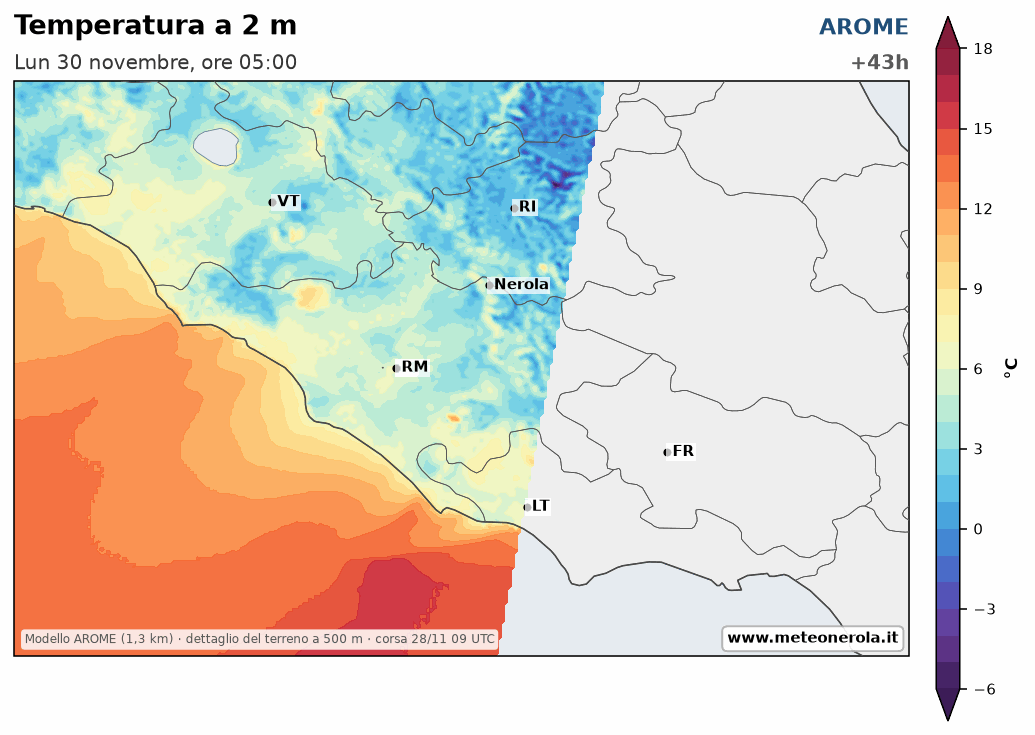 Temperatura a 2 m
AROME
Lun 30 novembre, ore 05:00
+43h
VT
RI
Nerola
RM
FR
LT
Modello AROME (1,3 km) · dettaglio del terreno a 500 m · corsa 28/11 09 UTC
www.meteonerola.it
18
15
12
9
6
3
0
−3
−6
°C